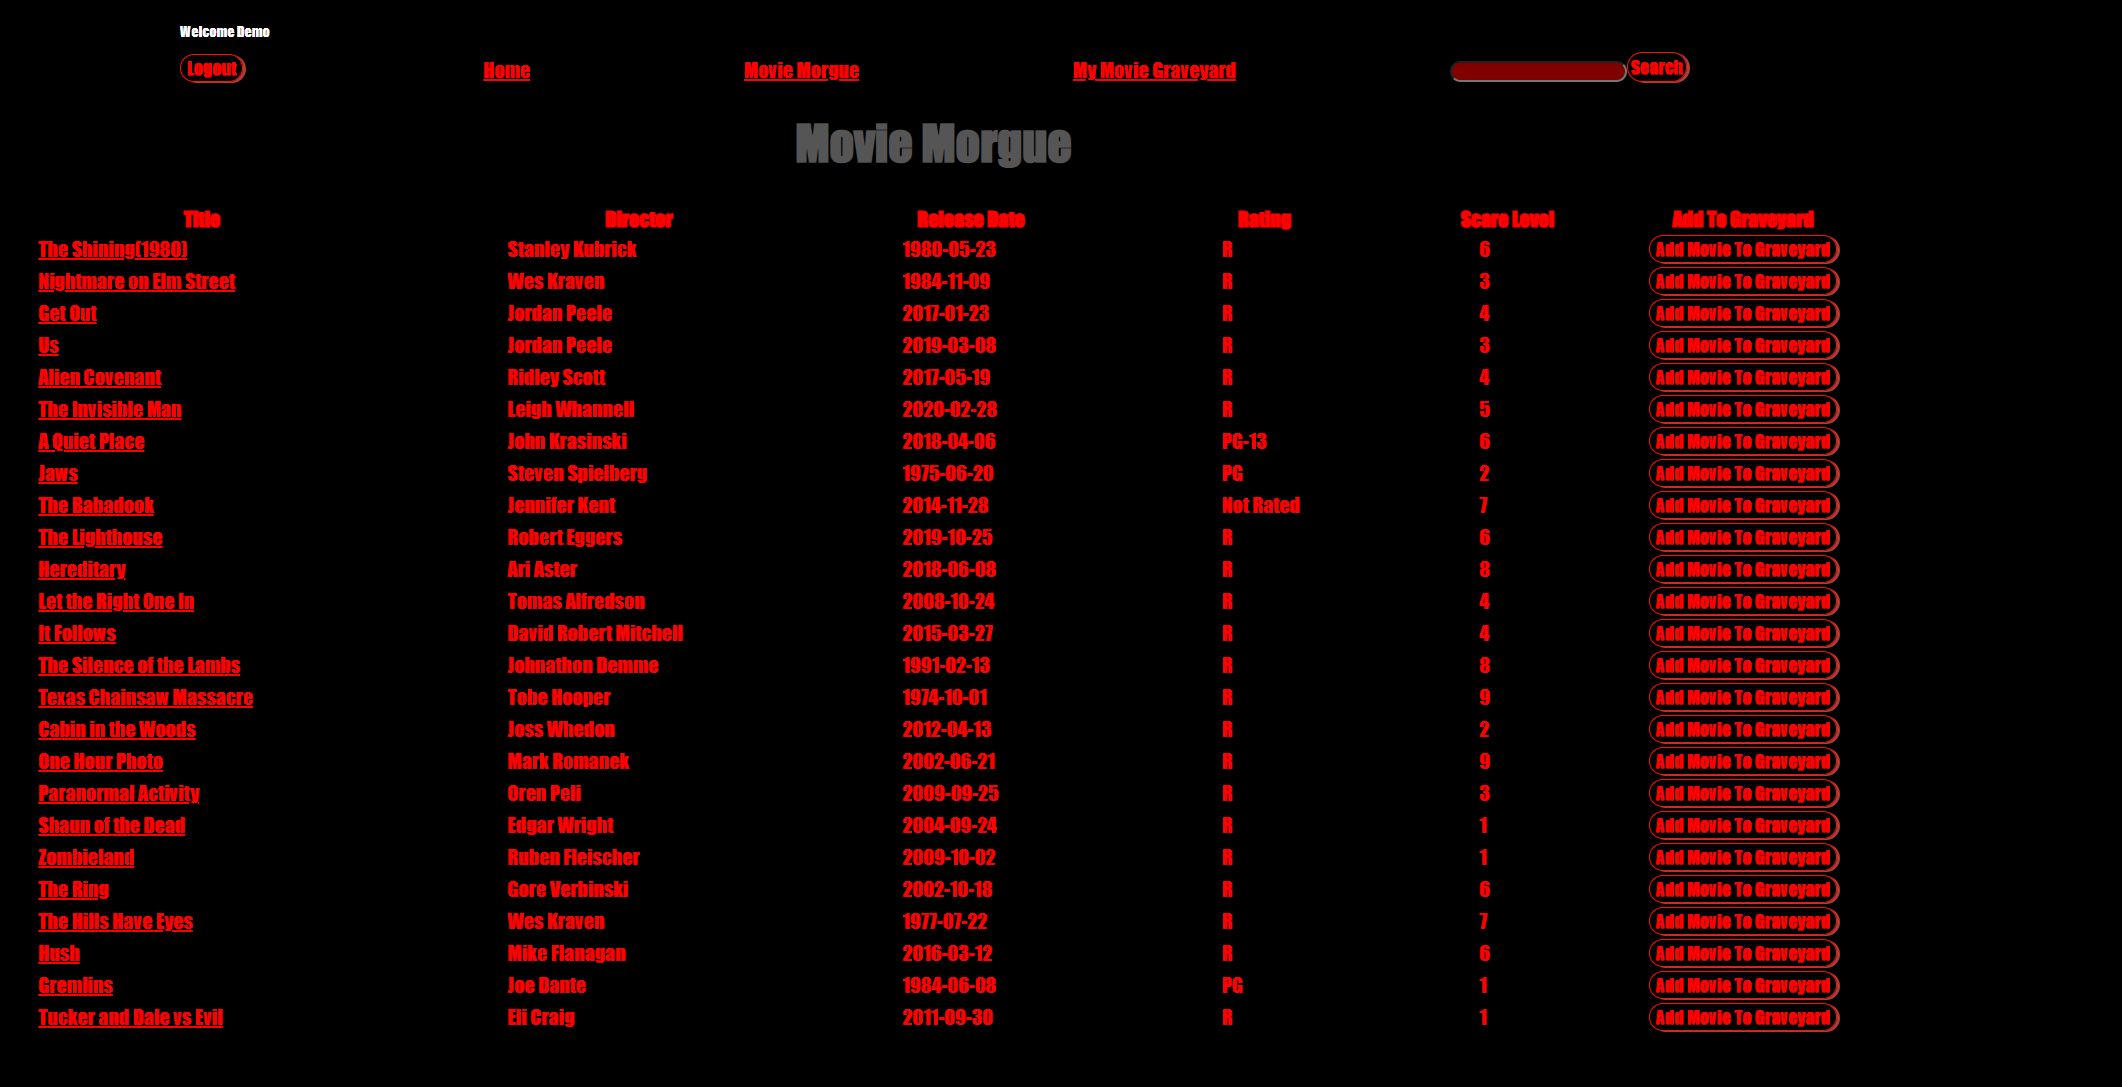 Welcome Demo
Logout Home Movie Morgue My Movie Graveyard Search
Movie Morgue
Title Director Release Date Rating Scare Level Add To Graveyard
The Shining(1980) Stanley Kubrick 1980-05-23 R 6 Add Movie To Graveyard
Nightmare on Elm Street Wes Kraven 1984-11-09 R 3 Add Movie To Graveyard
Get Out Jordan Peele 2017-01-23 R 4 Add Movie To Graveyard
Us Jordan Peele 2019-03-08 R 3 Add Movie To Graveyard
Alien Covenant Ridley Scott 2017-05-19 R 4 Add Movie To Graveyard
The Invisible Man Leigh Whannell 2020-02-28 R 5 Add Movie To Graveyard
A Quiet Place John Krasinski 2018-04-06 PG-13 6 Add Movie To Graveyard
Jaws Steven Spielberg 1975-06-20 PG 2 Add Movie To Graveyard
The Babadook Jennifer Kent 2014-11-28 Not Rated 7 Add Movie To Graveyard
The Lighthouse Robert Eggers 2019-10-25 R 6 Add Movie To Graveyard
Hereditary Ari Aster 2018-06-08 R 8 Add Movie To Graveyard
Let the Right One In Tomas Alfredson 2008-10-24 R 4 Add Movie To Graveyard
It Follows David Robert Mitchell 2015-03-27 R 4 Add Movie To Graveyard
The Silence of the Lambs Johnathon Demme 1991-02-13 R 8 Add Movie To Graveyard
Texas Chainsaw Massacre Tobe Hooper 1974-10-01 R 9 Add Movie To Graveyard
Cabin in the Woods Joss Whedon 2012-04-13 R 2 Add Movie To Graveyard
One Hour Photo Mark Romanek 2002-06-21 R 9 Add Movie To Graveyard
Paranormal Activity Oren Peli 2009-09-25 R 3 Add Movie To Graveyard
Shaun of the Dead Edgar Wright 2004-09-24 R 1 Add Movie To Graveyard
Zombieland Ruben Fleischer 2009-10-02 R 1 Add Movie To Graveyard
The Ring Gore Verbinski 2002-10-18 R 6 Add Movie To Graveyard
The Hills Have Eyes Wes Kraven 1977-07-22 R 7 Add Movie To Graveyard
Hush Mike Flanagan 2016-03-12 R 6 Add Movie To Graveyard
Gremlins Joe Dante 1984-06-08 PG 1 Add Movie To Graveyard
Tucker and Dale vs Evil Eli Craig 2011-09-30 R 1 Add Movie To Graveyard